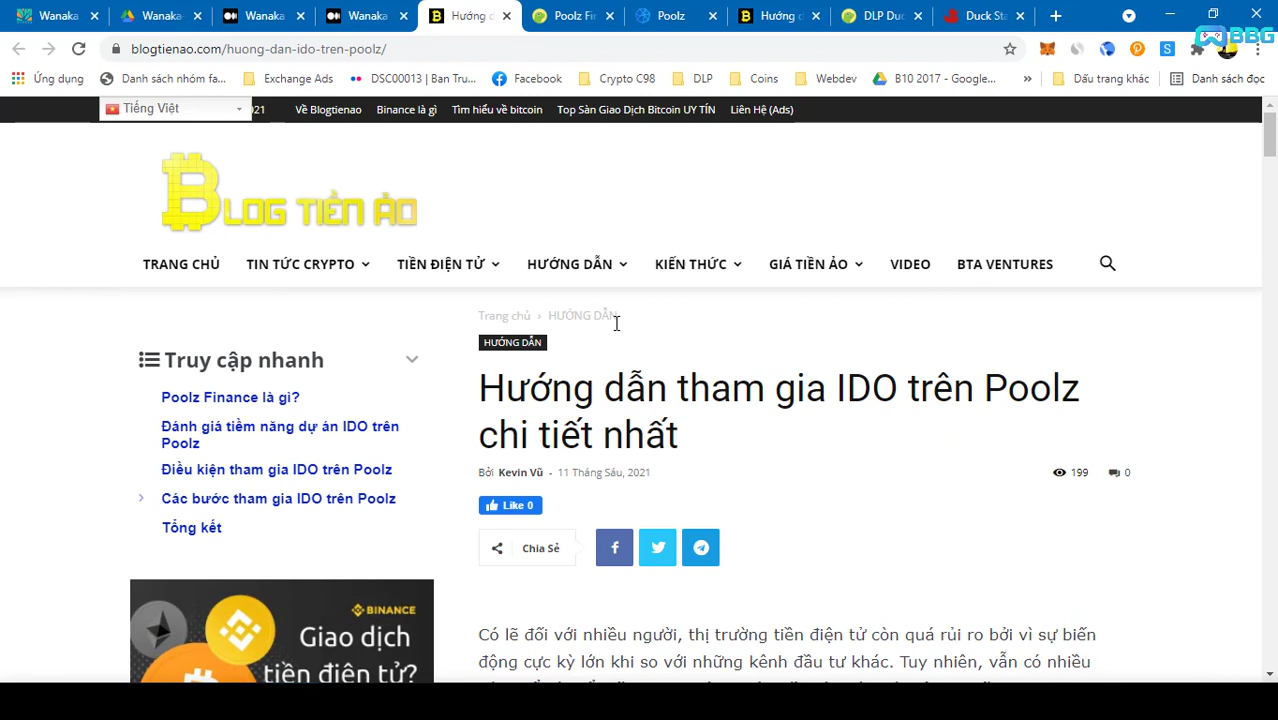 Wanaka
Wanaka-
Wanaka
Wanaka
Hướng d
Poolz Fin
Poolz
Hướng d
DLP Duc
Duck Sta
blogtienao.com/huong-dan-ido-tren-poolz/
BBG
Ứng dụng
Danh sách nhóm fa...
Exchange Ads
DSC00013 | Ban Tru...
Facebook
Crypto C98
DLP
Coins
Webdev
B10 2017 - Google...
»
Dấu trang khác
Danh sách đọc
Tiếng Việt
021
Về Blogtienao
Binance là gì
Tìm hiểu về bitcoin
Top Sàn Giao Dịch Bitcoin UY TÍN
Liên Hệ (Ads)
BLOG TIỀN ẢO
TRANG CHỦ
TIN TỨC CRYPTO
TIỀN ĐIỆN TỬ
HƯỚNG DẪN
KIẾN THỨC
GIÁ TIỀN ẢO
VIDEO
BTA VENTURES
Trang chủ › HƯỚNG DẪN
HƯỚNG DẪN
Truy cập nhanh
Poolz Finance là gì?
Đánh giá tiềm năng dự án IDO trên
Poolz
Điều kiện tham gia IDO trên Poolz
Các bước tham gia IDO trên Poolz
Tổng kết
Hướng dẫn tham gia IDO trên Poolz
chi tiết nhất
Bởi Kevin Vũ - 11 Tháng Sáu, 2021
199
0
Like 0
Chia Sẻ
BINANCE
Giao dịch
tiền điện tử?
Có lẽ đối với nhiều người, thị trường tiền điện tử còn quá rủi ro bởi vì sự biến
động cực kỳ lớn khi so với những kênh đầu tư khác. Tuy nhiên, vẫn có nhiều